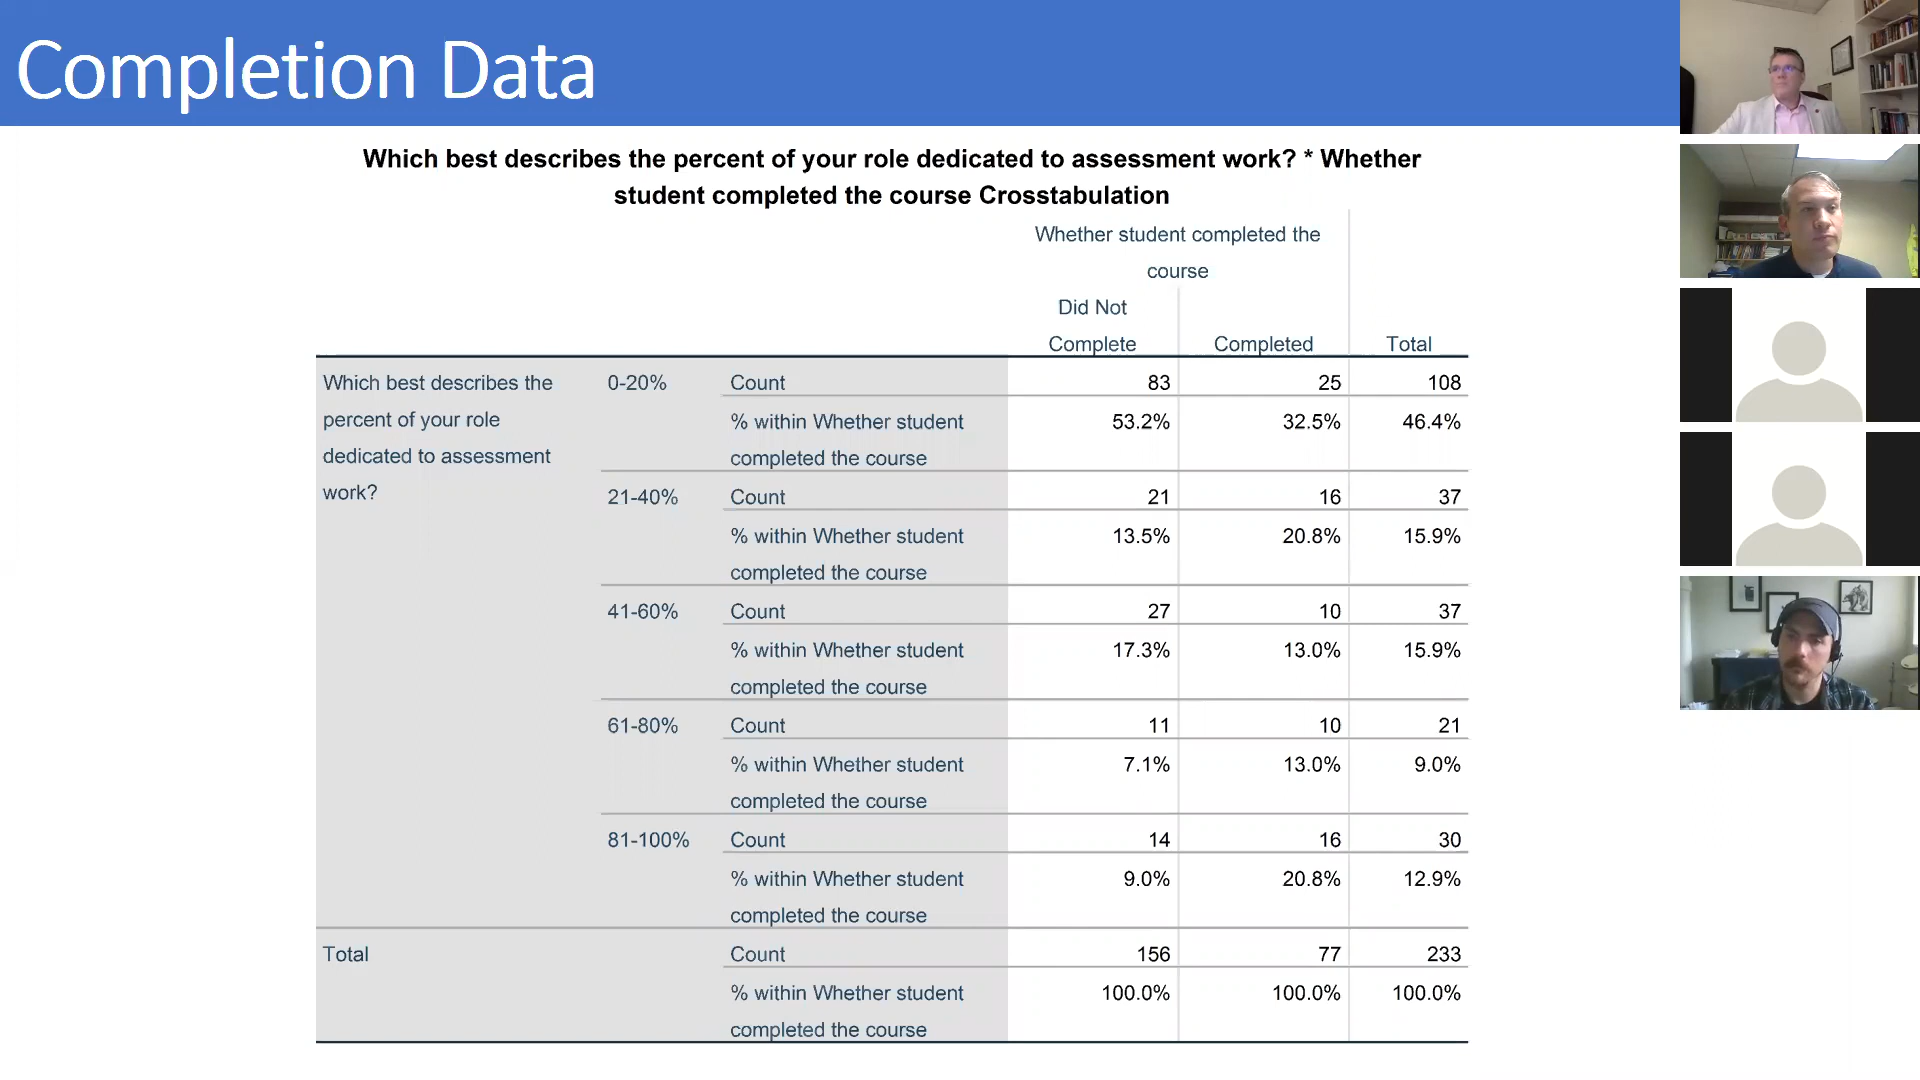 Completion Data
Which best describes the percent of your role dedicated to assessment work? * Whether
student completed the course Crosstabulation
Whether student completed the
course
Did Not
Complete Completed Total
Which best describes the 0-20% Count 83 25 108
percent of your role % within Whether student 53.2% 32.5% 46.4%
dedicated to assessment completed the course
work? 21-40% Count 21 16 37
% within Whether student 13.5% 20.8% 15.9%
completed the course
41-60% Count 27 10 37
% within Whether student 17.3% 13.0% 15.9%
completed the course
61-80% Count 11 10 21
% within Whether student 7.1% 13.0% 9.0%
completed the course
81-100% Count 14 16 30
% within Whether student 9.0% 20.8% 12.9%
completed the course
Total Count 156 77 233
% within Whether student 100.0% 100.0% 100.0%
completed the course